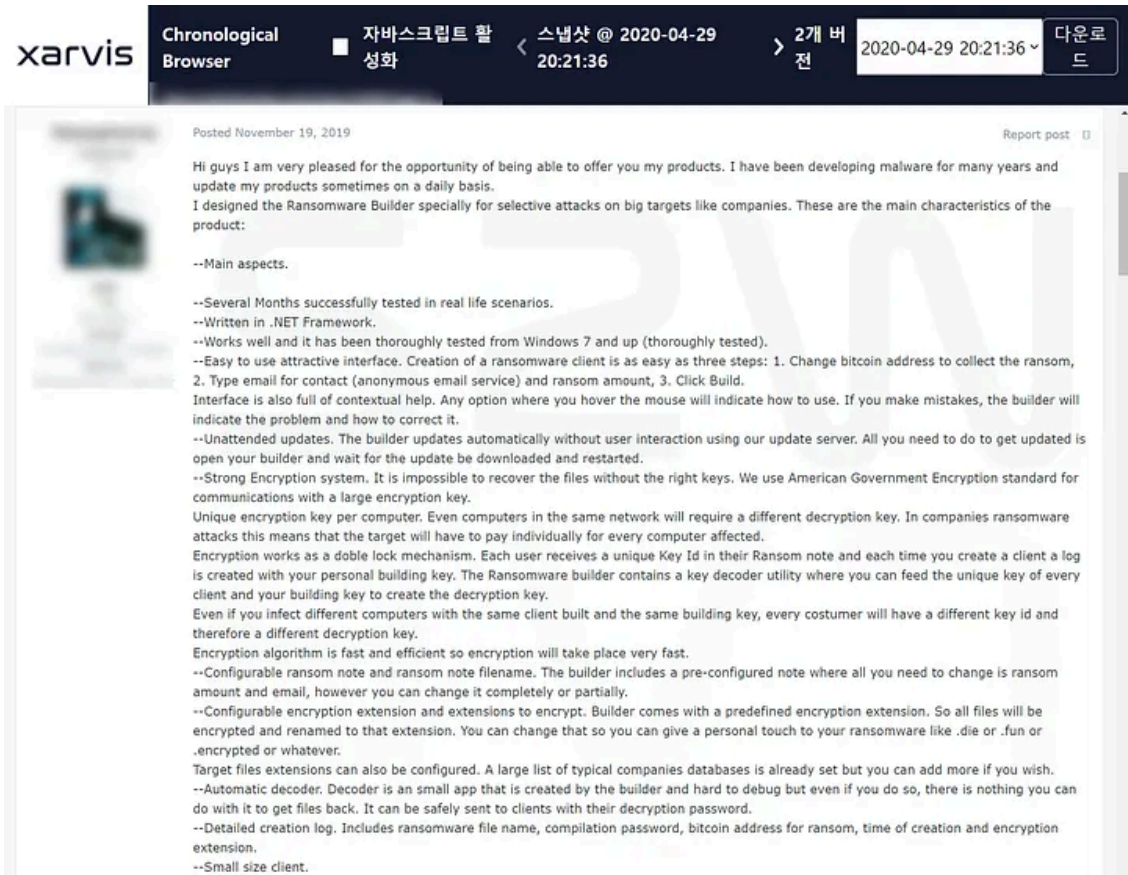 xarvis
Chronological
Browser
자바스크립트 활
성화
스냅샷 @ 2020-04-29
20:21:36
2개 버
전
2020-04-29 20:21:36
다운로
드
Posted November 19, 2019
Report post
Hi guys I am very pleased for the opportunity of being able to offer you my products. I have been developing malware for many years and
update my products sometimes on a daily basis.
I designed the Ransomware Builder specially for selective attacks on big targets like companies. These are the main characteristics of the
product:
--Main aspects.
--Several Months successfully tested in real life scenarios.
--Written in .NET Framework.
--Works well and it has been thoroughly tested from Windows 7 and up (thoroughly tested).
--Easy to use attractive interface. Creation of a ransomware client is as easy as three steps: 1. Change bitcoin address to collect the ransom,
2. Type email for contact (anonymous email service) and ransom amount, 3. Click Build.
Interface is also full of contextual help. Any option where you hover the mouse will indicate how to use. If you make mistakes, the builder will
indicate the problem and how to correct it.
--Unattended updates. The builder updates automatically without user interaction using our update server. All you need to do to get updated is
open your builder and wait for the update be downloaded and restarted.
--Strong Encryption system. It is impossible to recover the files without the right keys. We use American Government Encryption standard for
communications with a large encryption key.
Unique encryption key per computer. Even computers in the same network will require a different decryption key. In companies ransomware
attacks this means that the target will have to pay individually for every computer affected.
Encryption works as a doble lock mechanism. Each user receives a unique Key Id in their Ransom note and each time you create a client a log
is created with your personal building key. The Ransomware builder contains a key decoder utility where you can feed the unique key of every
client and your building key to create the decryption key.
Even if you infect different computers with the same client built and the same building key, every costumer will have a different key id and
therefore a different decryption key.
Encryption algorithm is fast and efficient so encryption will take place very fast.
--Configurable ransom note and ransom note filename. The builder includes a pre-configured note where all you need to change is ransom
amount and email, however you can change it completely or partially.
--Configurable encryption extension and extensions to encrypt. Builder comes with a predefined encryption extension. So all files will be
encrypted and renamed to that extension. You can change that so you can give a personal touch to your ransomware like .die or .fun or
.encrypted or whatever.
Target files extensions can also be configured. A large list of typical companies databases is already set but you can add more if you wish.
--Automatic decoder. Decoder is an small app that is created by the builder and hard to debug but even if you do so, there is nothing you can
do with it to get files back. It can be safely sent to clients with their decryption password.
--Detailed creation log. Includes ransomware file name, compilation password, bitcoin address for ransom, time of creation and encryption
extension.
--Small size client.